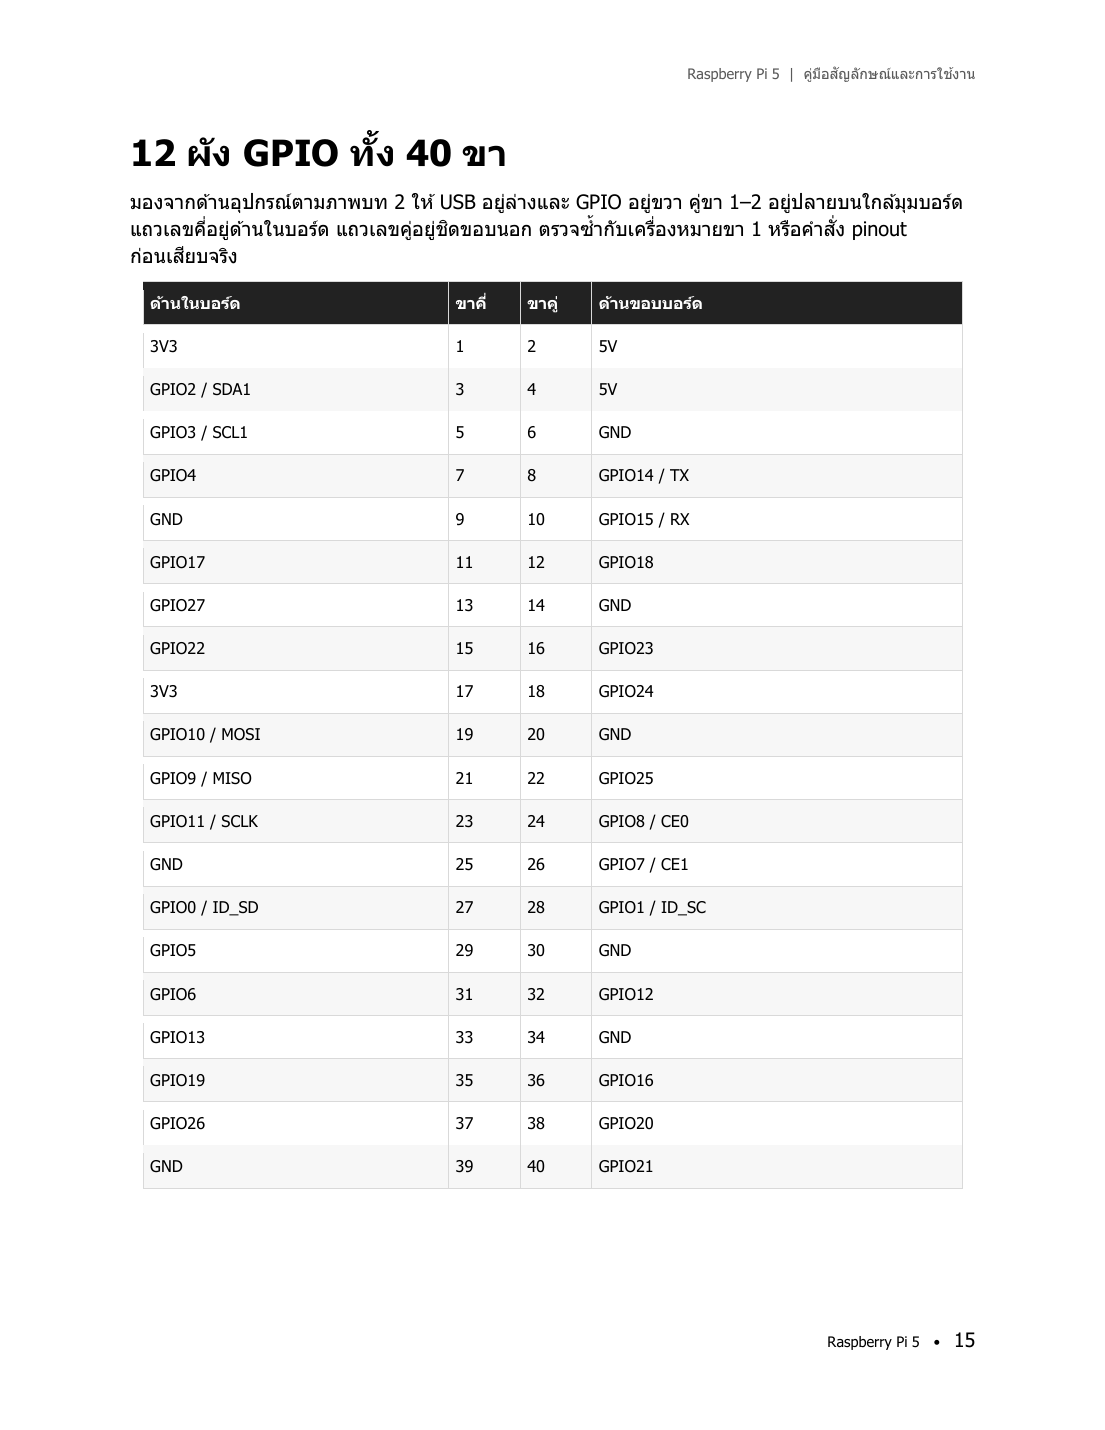 Raspberry Pi 5 | คู่มือสัญลักษณ์และการใช้งาน
12 ผัง GPIO ทั้ง 40 ขา
มองจากด้านอุปกรณ์ตามภาพบท 2 ให้ USB อยู่ล่างและ GPIO อยู่ขวา คู่ขา 1–2 อยู่ปลายบนใกล้มุมบอร์ด
แถวเลขคี่อยู่ด้านในบอร์ด แถวเลขคู่อยู่ชิดขอบนอก ตรวจซ้ำกับเครื่องหมายขา 1 หรือคำสั่ง pinout
ก่อนเสียบจริง
ด้านในบอร์ด ขาคี่ ขาคู่ ด้านขอบบอร์ด
3V3 1 2 5V
GPIO2 / SDA1 3 4 5V
GPIO3 / SCL1 5 6 GND
GPIO4 7 8 GPIO14 / TX
GND 9 10 GPIO15 / RX
GPIO17 11 12 GPIO18
GPIO27 13 14 GND
GPIO22 15 16 GPIO23
3V3 17 18 GPIO24
GPIO10 / MOSI 19 20 GND
GPIO9 / MISO 21 22 GPIO25
GPIO11 / SCLK 23 24 GPIO8 / CE0
GND 25 26 GPIO7 / CE1
GPIO0 / ID_SD 27 28 GPIO1 / ID_SC
GPIO5 29 30 GND
GPIO6 31 32 GPIO12
GPIO13 33 34 GND
GPIO19 35 36 GPIO16
GPIO26 37 38 GPIO20
GND 39 40 GPIO21
Raspberry Pi 5 • 15